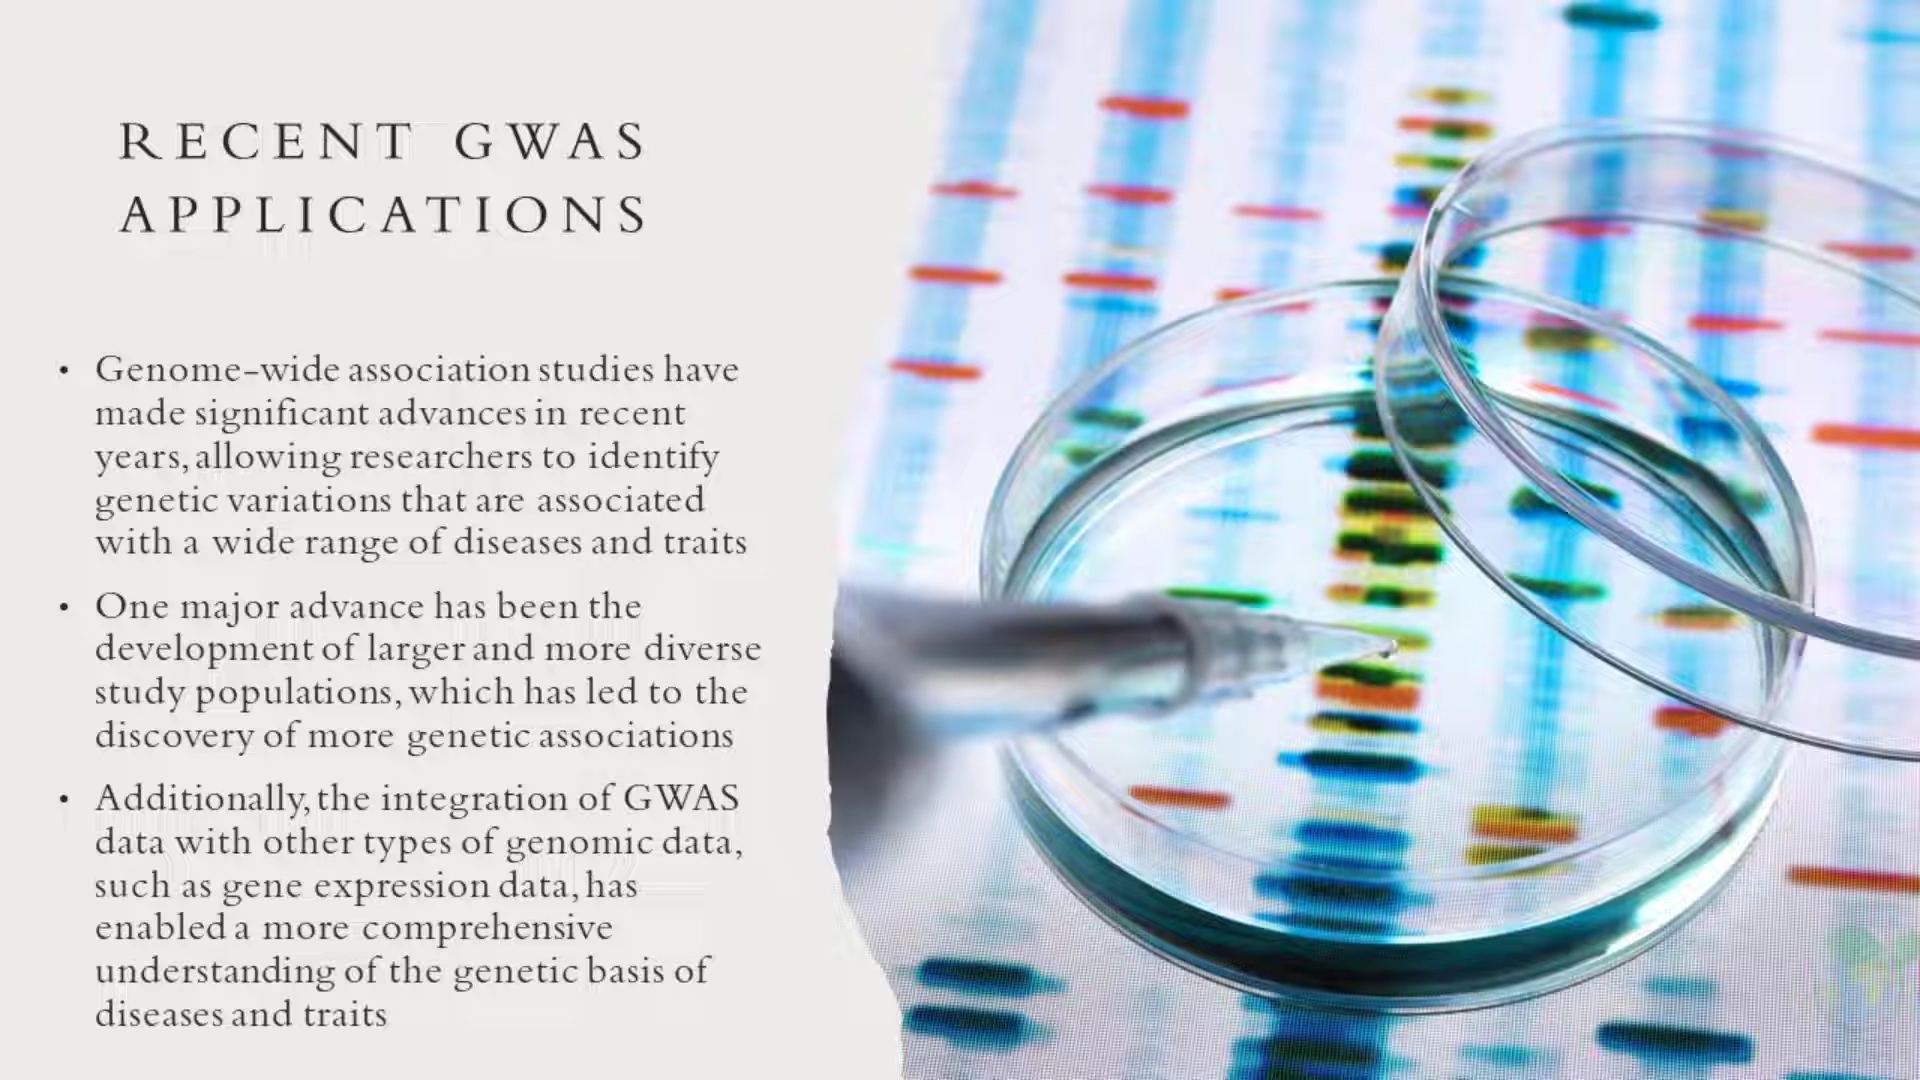 RECENT GWAS
APPLICATIONS
• Genome-wide association studies have
made significant advances in recent
years, allowing researchers to identify
genetic variations that are associated
with a wide range of diseases and traits
• One major advance has been the
development of larger and more diverse
study populations, which has led to the
discovery of more genetic associations
• Additionally, the integration of GWAS
data with other types of genomic data,
such as gene expression data, has
enabled a more comprehensive
understanding of the genetic basis of
diseases and traits